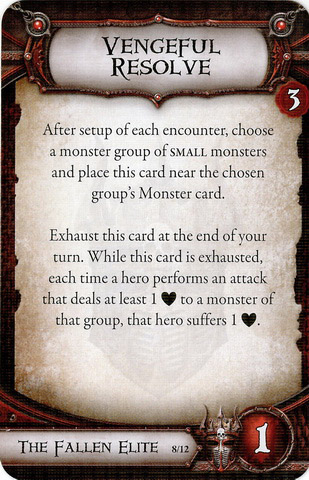 VENGEFUL
RESOLVE
3
After setup of each encounter, choose
a monster group of SMALL monsters
and place this card near the chosen
group's Monster card.
Exhaust this card at the end of your
turn. While this card is exhausted,
each time a hero performs an attack
that deals at least 1 ♥ to a monster of
that group, that hero suffers 1 ♥.
THE FALLEN ELITE 8/12
1